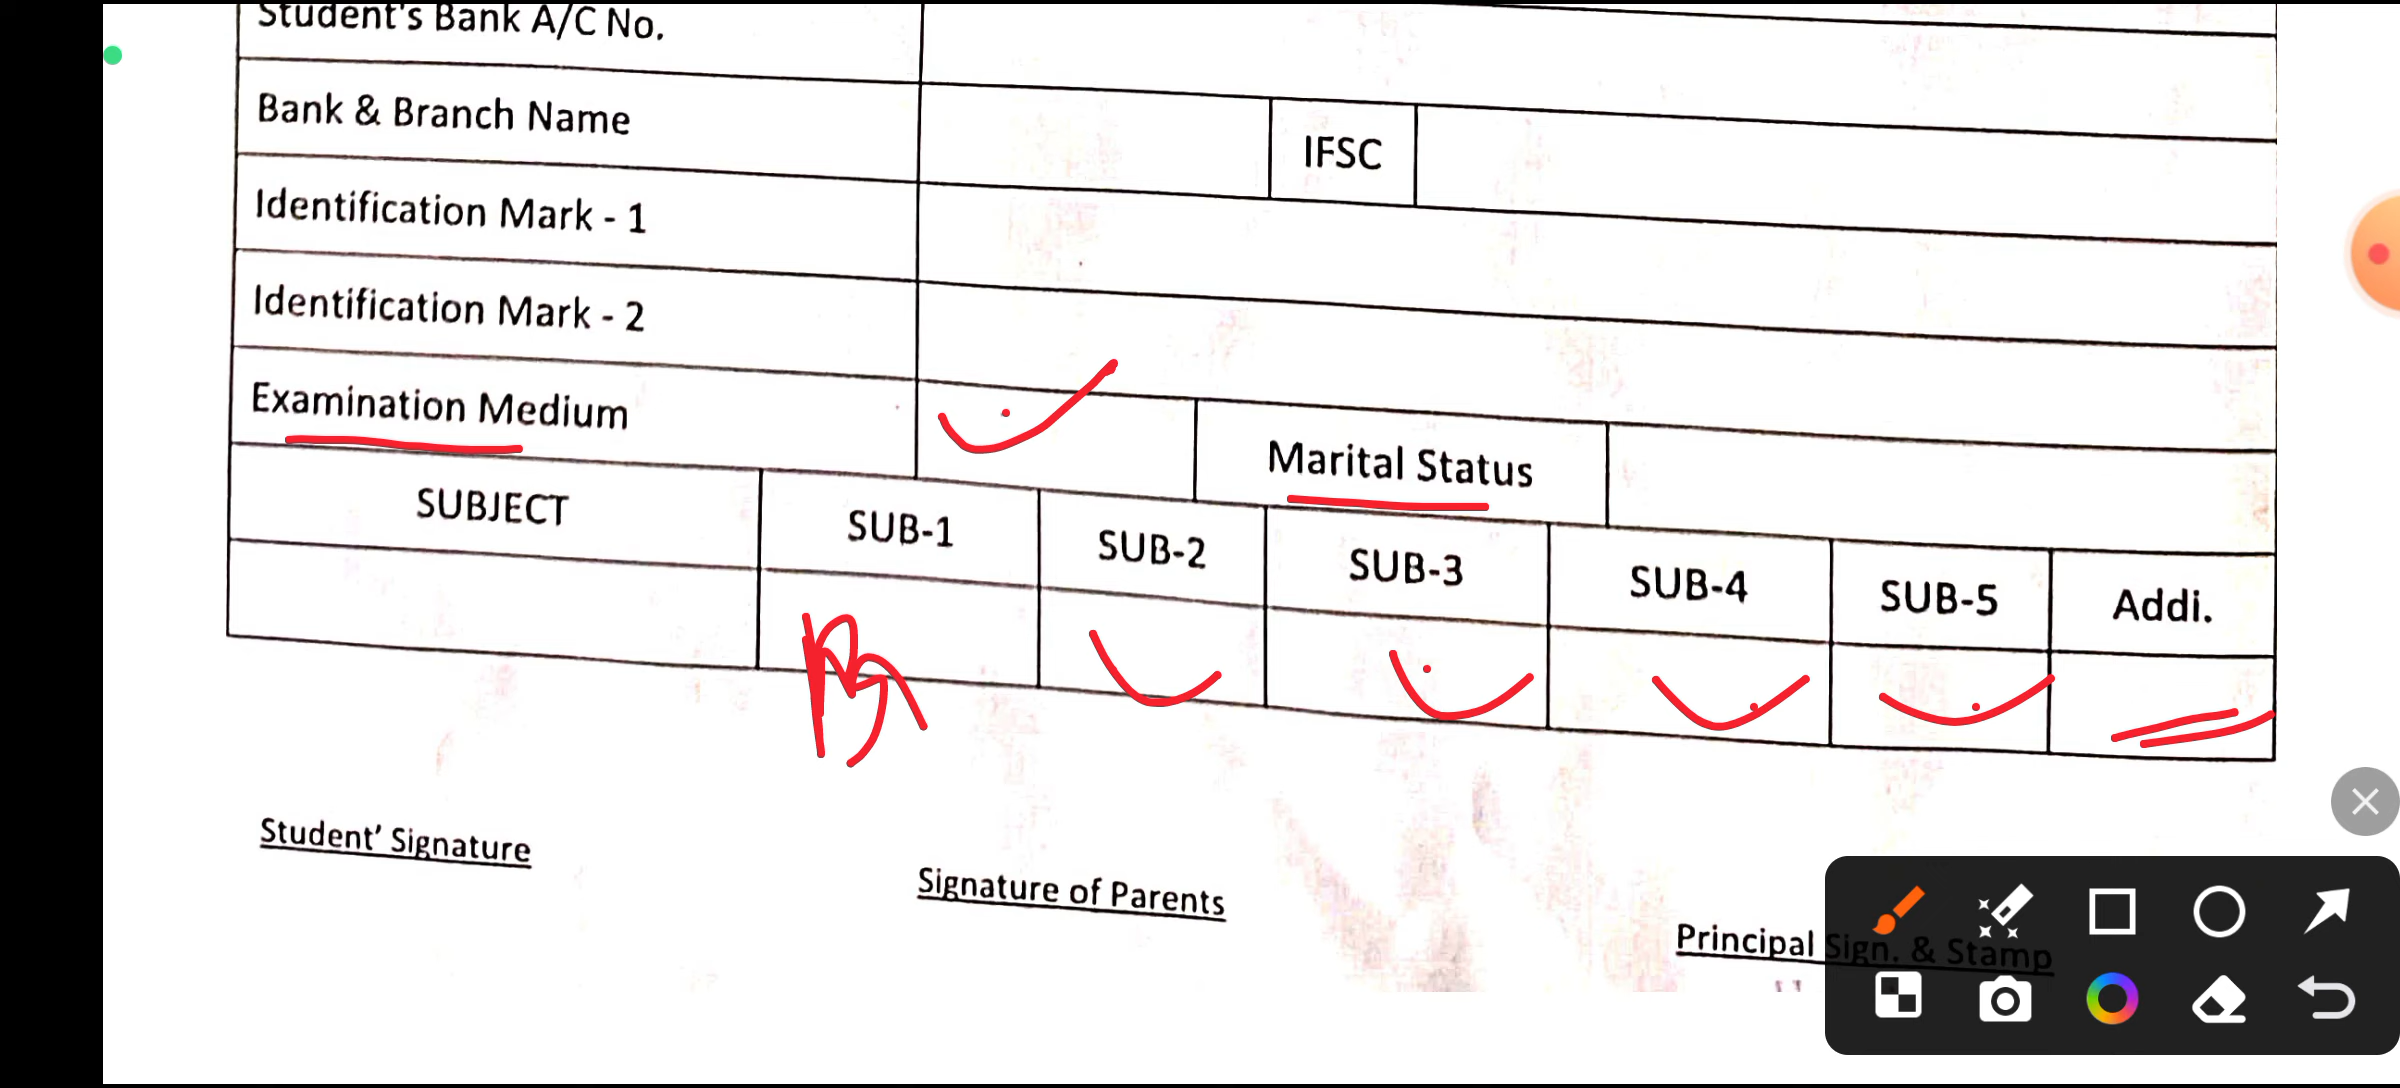 Student's Bank A/C No.
Bank & Branch Name IFSC
Identification Mark - 1
Identification Mark - 2
Examination Medium Marital Status
SUBJECT SUB-1 SUB-2 SUB-3 SUB-4 SUB-5 Addi.
Student' Signature
Signature of Parents
Principal Sign. & Stamp